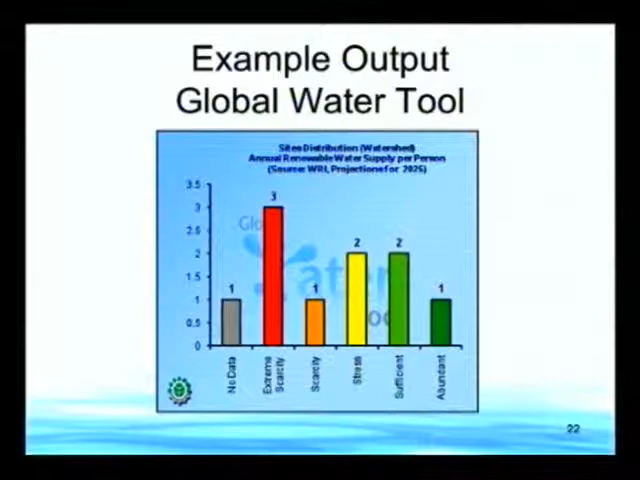 Example Output
Global Water Tool
Sites Distribution (Watershed)
Annual Renewable Water Supply per Person
(Source: WRI, Projections for 2025)
3.5
3
2.5
2
1.5
1
0.5
0
1
3
1
2
2
1
No Data
Extreme Scarcity
Scarcity
Stress
Sufficient
Abundant
22